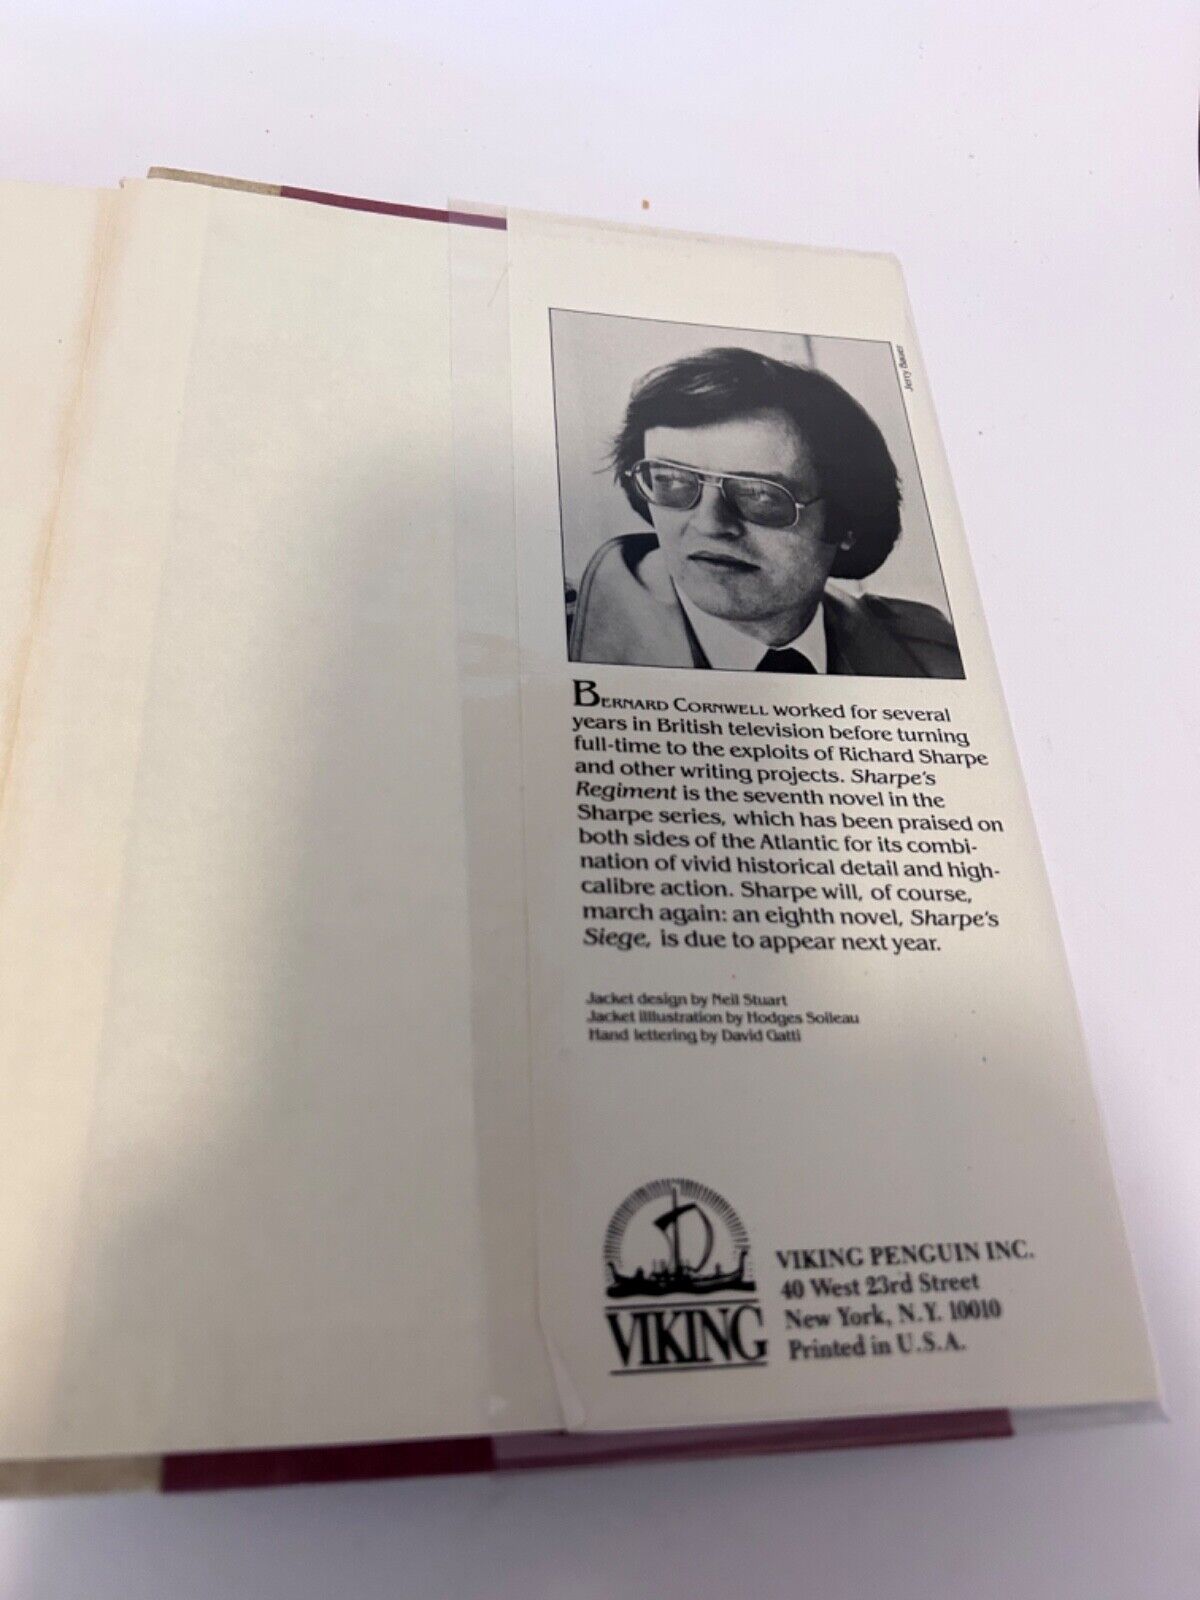 Jerry Bauer
BERNARD CORNWELL worked for several
years in British television before turning
full-time to the exploits of Richard Sharpe
and other writing projects. Sharpe's
Regiment is the seventh novel in the
Sharpe series, which has been praised on
both sides of the Atlantic for its combi-
nation of vivid historical detail and high-
calibre action. Sharpe will, of course,
march again: an eighth novel, Sharpe's
Siege, is due to appear next year.
Jacket design by Neil Stuart
Jacket illlustration by Hodges Soileau
Hand lettering by David Gatti
VIKING
VIKING PENGUIN INC.
40 West 23rd Street
New York, N.Y. 10010
Printed in U.S.A.